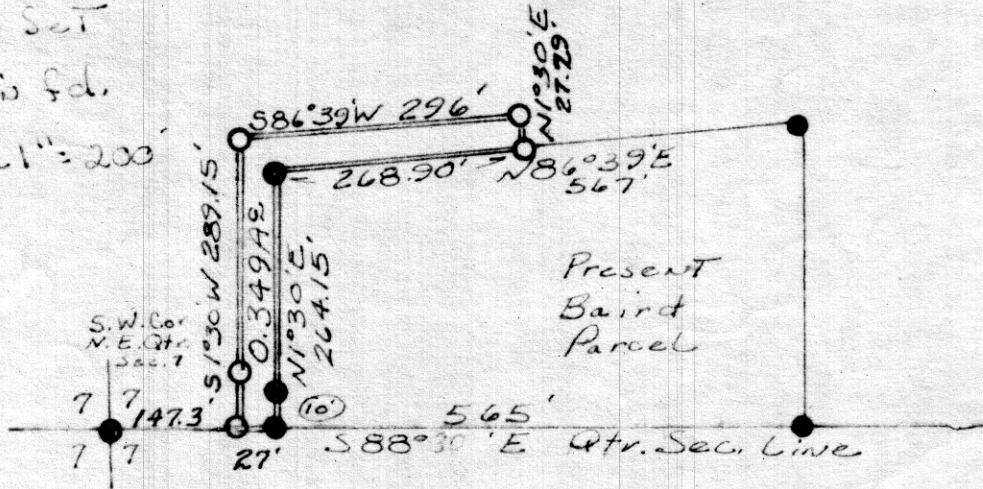 Set
fd.
1" = 200'
S86°39'W 296'
N1°30'E
27.29'
268.90'
N86°39'E
567'
S1°30'W 289.15'
0.349 AC
N1°30'E
264.15'
Present
Baird
Parcel
S.W. Cor
N.E. Qtr
Sec. 7
7 7
147.3'
(10')
565'
7 7
27'
S88°30'E Qtr. Sec. Line